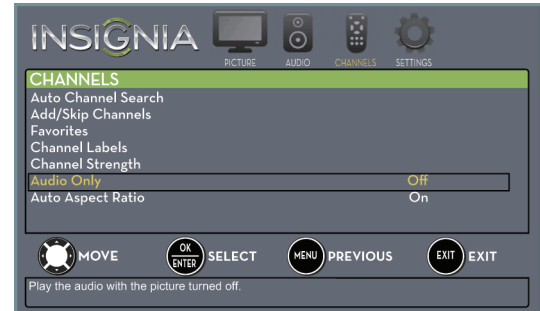 INSIGNIA
PICTURE AUDIO CHANNELS SETTINGS
CHANNELS
Auto Channel Search
Add/Skip Channels
Favorites
Channel Labels
Channel Strength
Audio Only Off
Auto Aspect Ratio On
MOVE OK ENTER SELECT MENU PREVIOUS EXIT EXIT
Play the audio with the picture turned off.